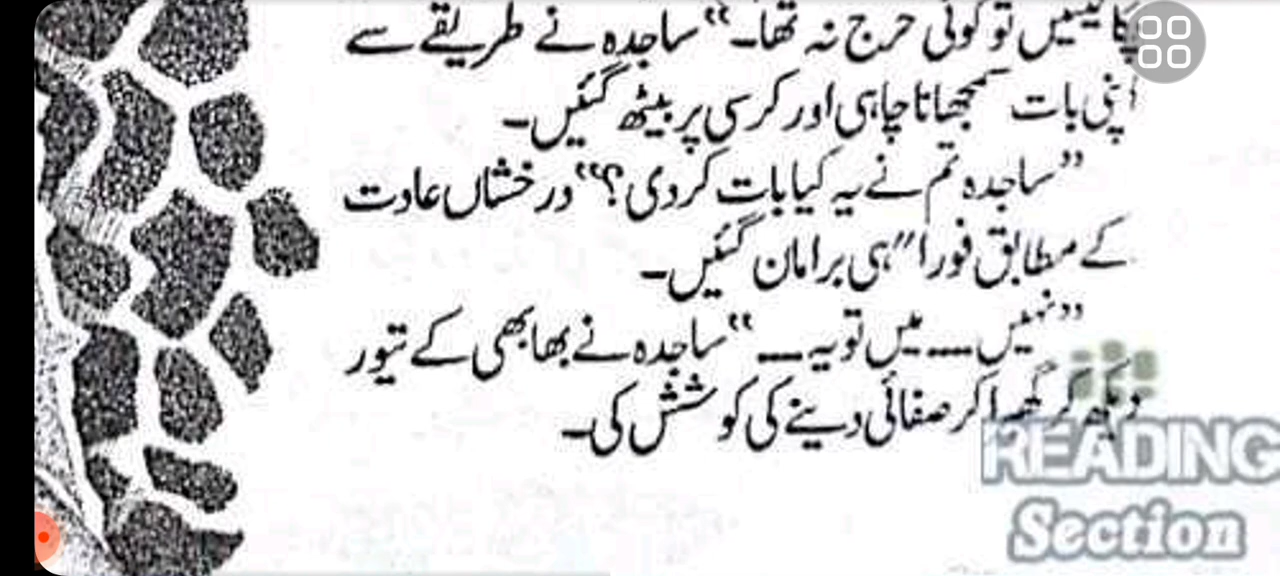 تو کوئی حرج نہ تھا۔“ ساجدہ نے طریقے سے
اپنی بات سمجھانا چاہی اور کرسی پر بیٹھ گئیں۔
”ساجدہ تم نے یہ کیا بات کردی؟“ درخشاں عادت
کے مطابق فورا″ ہی برا مان گئیں۔
”نہیں ۔۔۔۔ میں تو یہ ۔۔۔“ ساجدہ نے بھابھی کے تیور
دیکھ کر گھبرا کر صفائی دینے کی کوشش کی۔
READING
Section